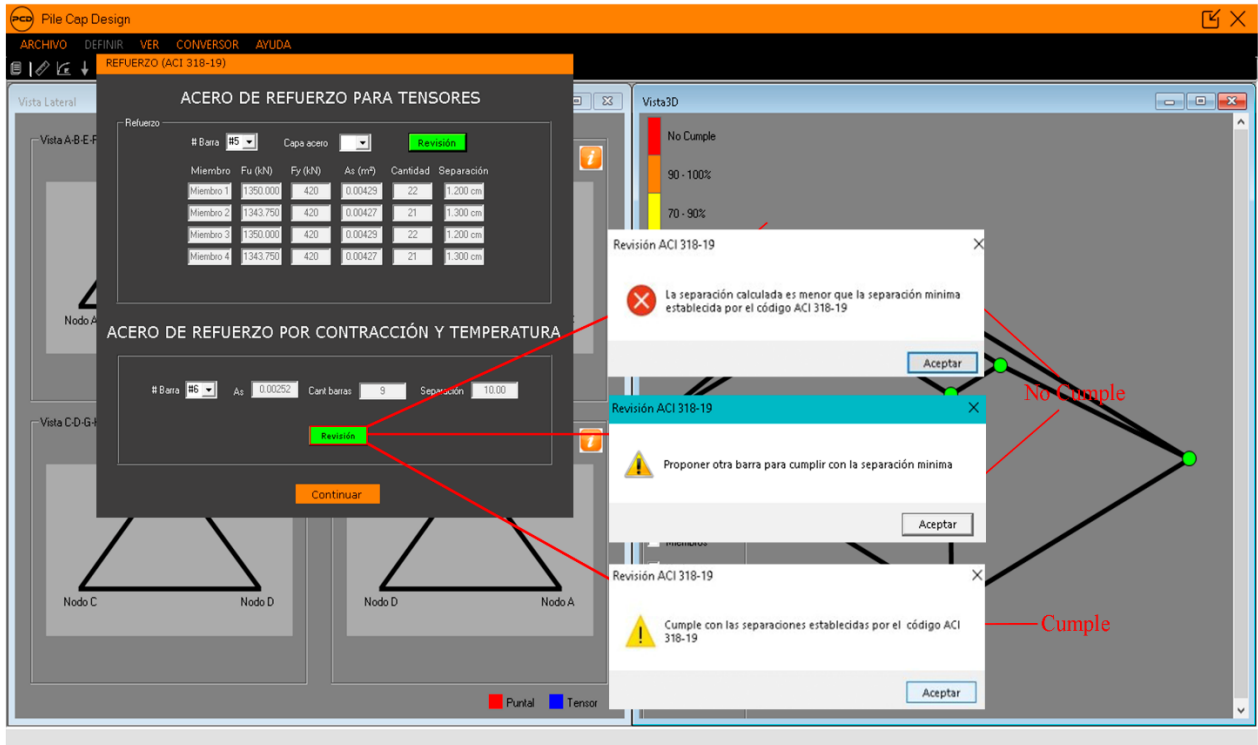 PCD Pile Cap Design
ARCHIVO DEFINIR VER CONVERSOR AYUDA
REFUERZO (ACI 318-19)
ACERO DE REFUERZO PARA TENSORES
Refuerzo
# Barra #5 Capa acero Revisión
Miembro Fu (kN) Fy (kN) As (m²) Cantidad Separación
Miembro 1 1350.000 420 0.00429 22 1.200 cm
Miembro 2 1343.750 420 0.00427 21 1.300 cm
Miembro 3 1350.000 420 0.00429 22 1.200 cm
Miembro 4 1343.750 420 0.00427 21 1.300 cm
ACERO DE REFUERZO POR CONTRACCIÓN Y TEMPERATURA
# Barra #6 As 0.00252 Cant barras 9 Separación 10.00
Revisión
Continuar
Vista Lateral
Vista A-B-E-F
Nodo A
Vista C-D-G-H
Nodo C Nodo D
Nodo D Nodo A
Puntal Tensor
Vista3D
No Cumple
90 - 100%
70 - 90%
Revisión ACI 318-19
La separación calculada es menor que la separación minima
establecida por el código ACI 318-19
Aceptar
Revisión ACI 318-19
Proponer otra barra para cumplir con la separación minima
Aceptar
Miembros
Revisión ACI 318-19
Cumple con las separaciones establecidas por el código ACI
318-19
Aceptar
No Cumple
Cumple